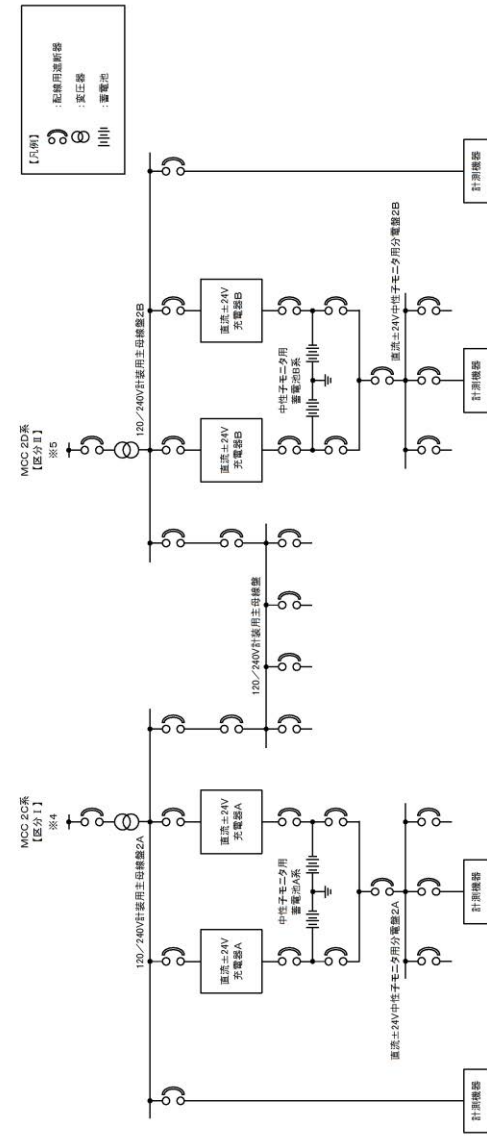 【凡例】
：配線用遮断器
：変圧器
：蓄電池
MCC 2C系
【区分Ⅰ】
※4
MCC 2D系
【区分Ⅱ】
※5
120／240V計装用主母線盤2A
120／240V計装用主母線盤2B
120／240V計装用主母線盤
直流±24V
充電器A
直流±24V
充電器A
直流±24V
充電器B
直流±24V
充電器B
中性子モニタ用
蓄電池A系
中性子モニタ用
蓄電池B系
直流±24V中性子モニタ用分電盤2A
直流±24V中性子モニタ用分電盤2B
計測機器
計測機器
計測機器
計測機器